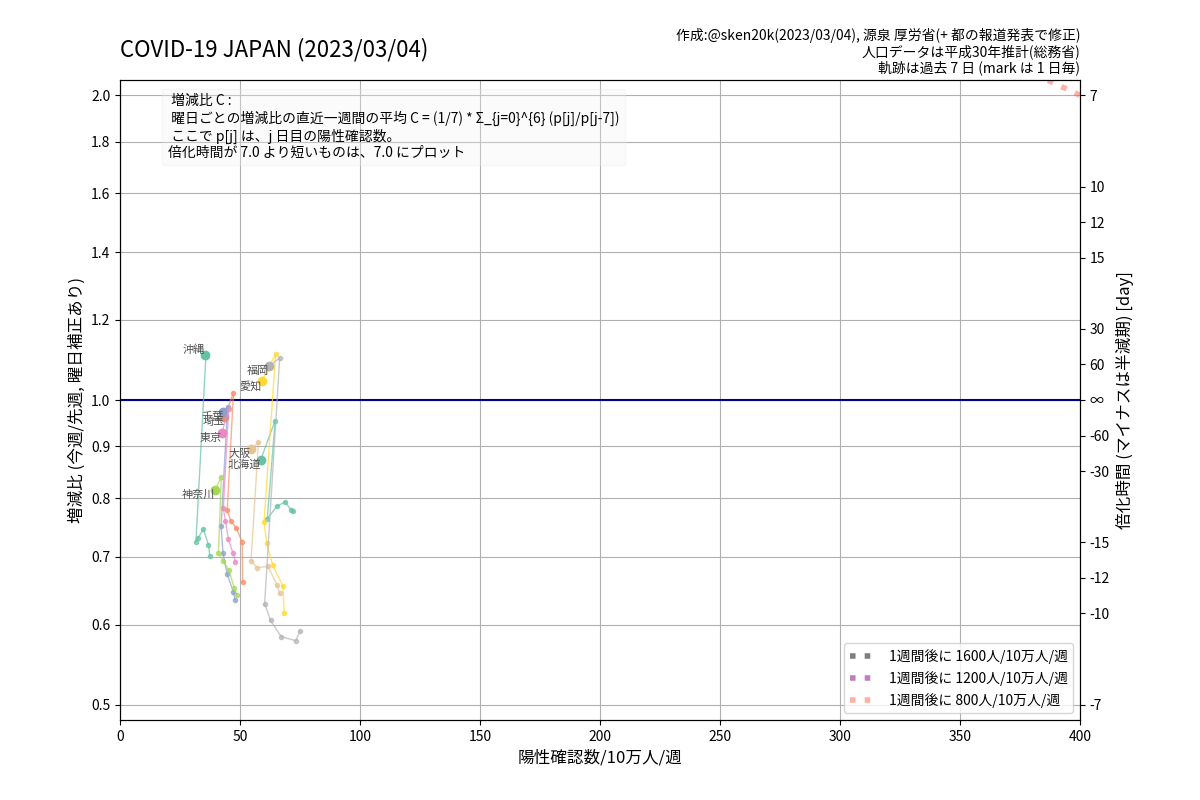 COVID-19 JAPAN (2023/03/04)
作成:@sken20k(2023/03/04), 源泉 厚労省(+ 都の報道発表で修正)
人口データは平成30年推計(総務省)
軌跡は過去 7 日 (mark は 1 日毎)
増減比 C :
曜日ごとの増減比の直近一週間の平均 C = (1/7) * Σ_{j=0}^{6} (p[j]/p[j-7])
ここで p[j] は、j 日目の陽性確認数。
倍化時間が 7.0 より短いものは、7.0 にプロット
増減比 (今週/先週, 曜日補正あり)
2.0
1.8
1.6
1.4
1.2
1.0
0.9
0.8
0.7
0.6
0.5
沖縄
福岡
愛知
千葉
埼玉
東京
大阪
北海道
神奈川
7
10
12
15
30
60
∞
-60
-30
-15
-12
-10
-7
倍化時間 (マイナスは半減期) [day]
1週間後に 1600人/10万人/週
1週間後に 1200人/10万人/週
1週間後に 800人/10万人/週
0 50 100 150 200 250 300 350 400
陽性確認数/10万人/週